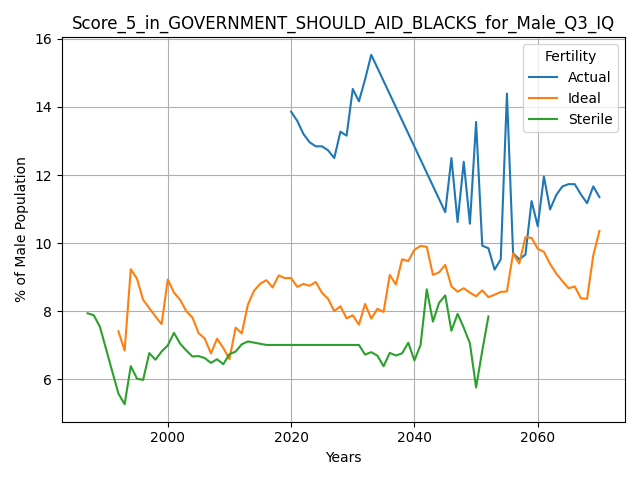 Score_5_in_GOVERNMENT_SHOULD_AID_BLACKS_for_Male_Q3_IQ
Fertility
Actual
Ideal
Sterile
% of Male Population
16
14
12
10
8
6
2000
2020
2040
2060
Years